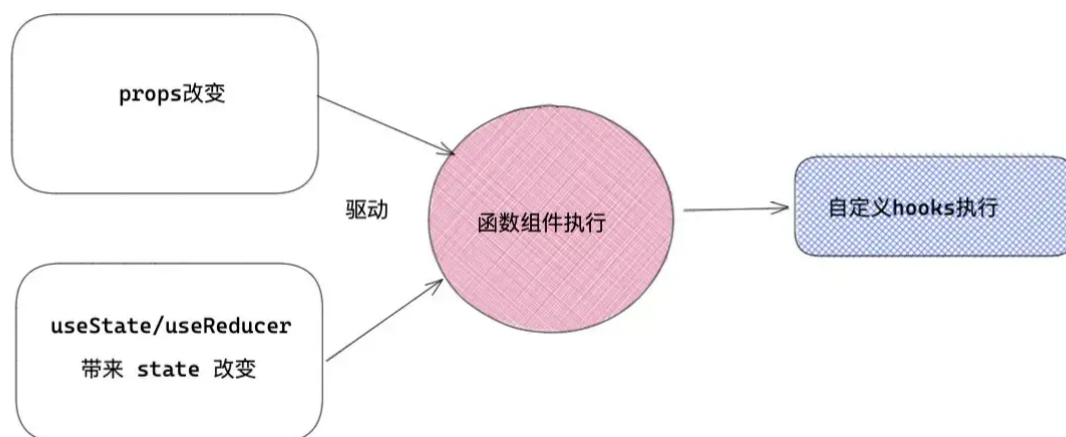 props改变
驱动
函数组件执行
自定义hooks执行
useState/useReducer
带来 state 改变